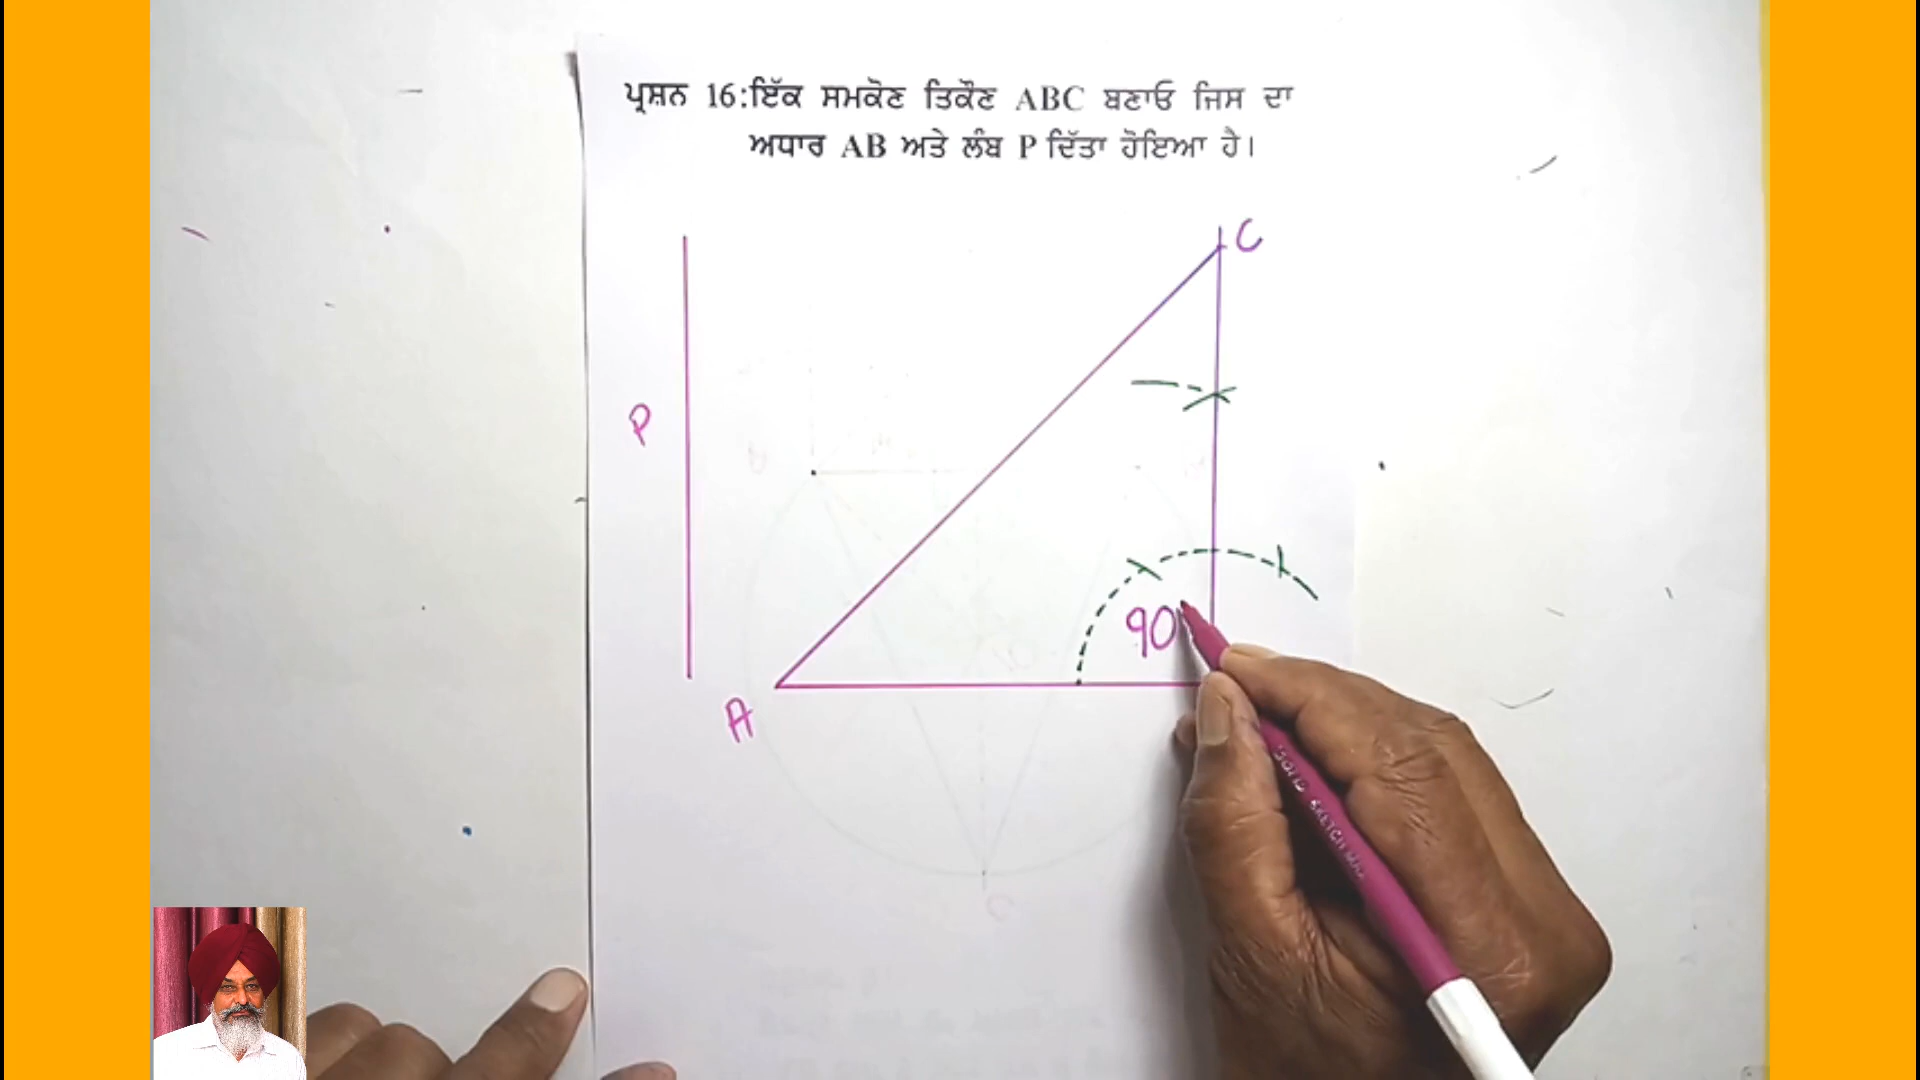 ਪ੍ਰਸ਼ਨ 16:ਇੱਕ ਸਮਕੋਣ ਤਿਕੌਣ ABC ਬਣਾਓ ਜਿਸ ਦਾ
ਅਧਾਰ AB ਅਤੇ ਲੰਬ P ਦਿੱਤਾ ਹੋਇਆ ਹੈ।
C
P
90
A